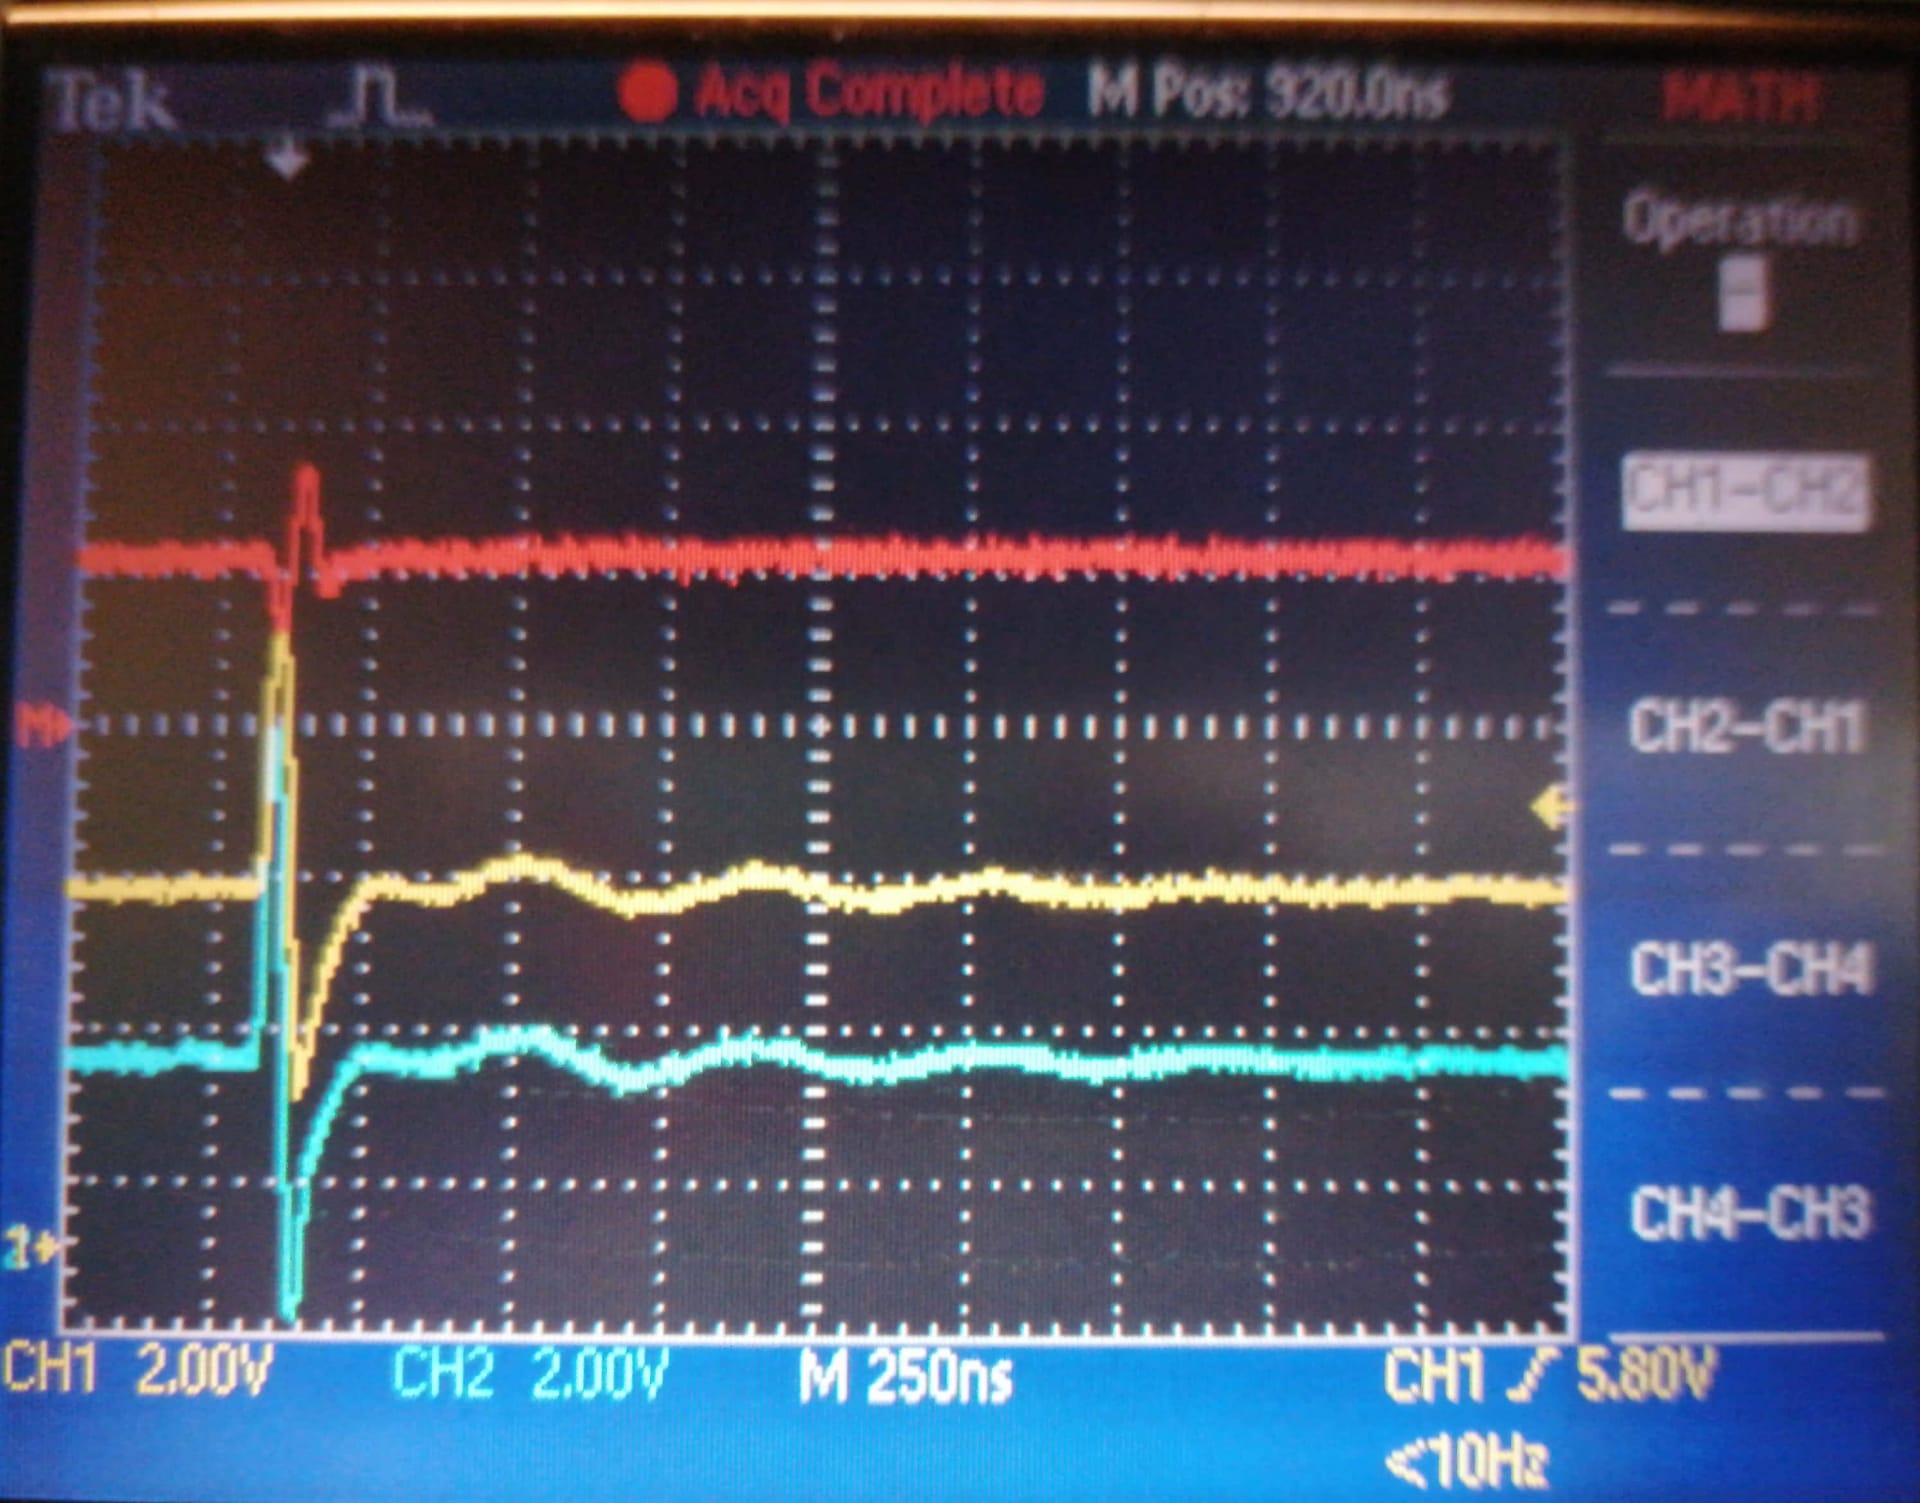 Tek Acq Complete M Pos: 920.0ns MATH
Operation
-
CH1-CH2
CH2-CH1
CH3-CH4
CH4-CH3
M
CH1 2.00V CH2 2.00V M 250ns CH1 5.80V
<10Hz